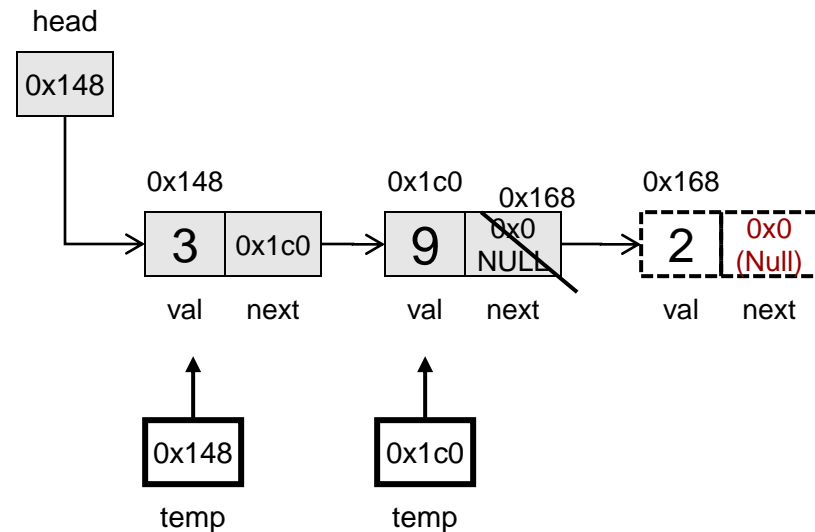 head
0x148
0x148
0x1c0
0x168
0x168
3
0x1c0
9
0x0
NULL
2
0x0
(Null)
val
next
val
next
val
next
0x148
0x1c0
temp
temp